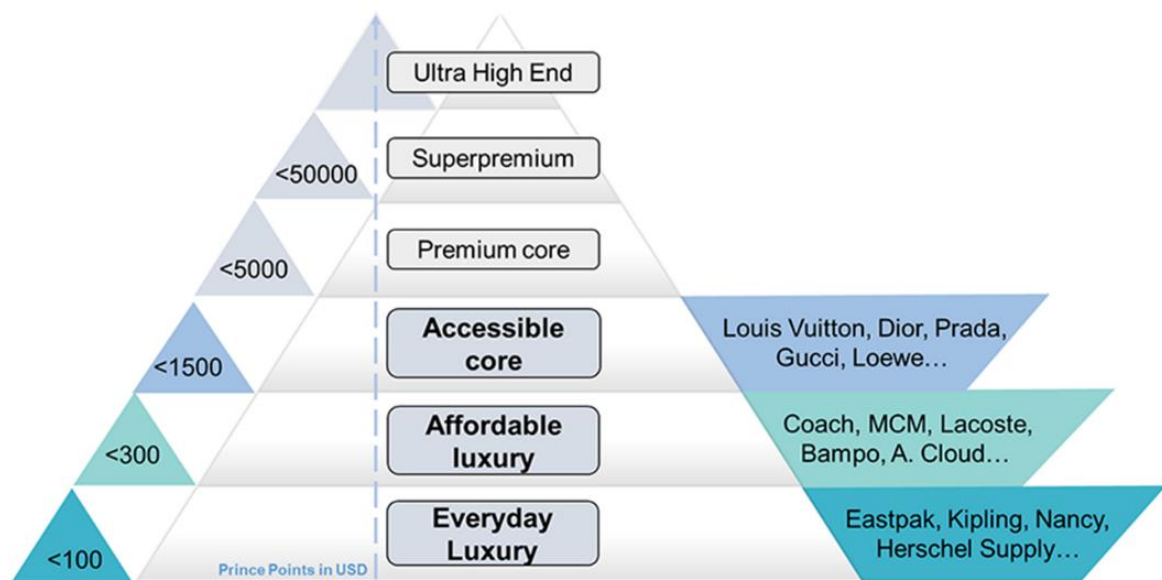 Ultra High End
<50000
Superpremium
<5000
Premium core
<1500
Accessible
core
Louis Vuitton, Dior, Prada,
Gucci, Loewe…
<300
Affordable
luxury
Coach, MCM, Lacoste,
Bampo, A. Cloud…
<100
Everyday
Luxury
Eastpak, Kipling, Nancy,
Herschel Supply…
Prince Points in USD